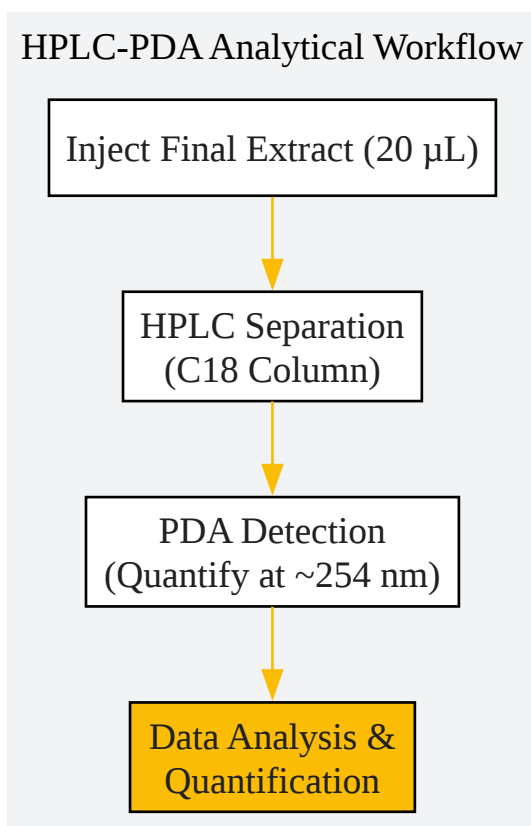 HPLC-PDA Analytical Workflow
Inject Final Extract (20 µL)
HPLC Separation
(C18 Column)
PDA Detection
(Quantify at ~254 nm)
Data Analysis &
Quantification